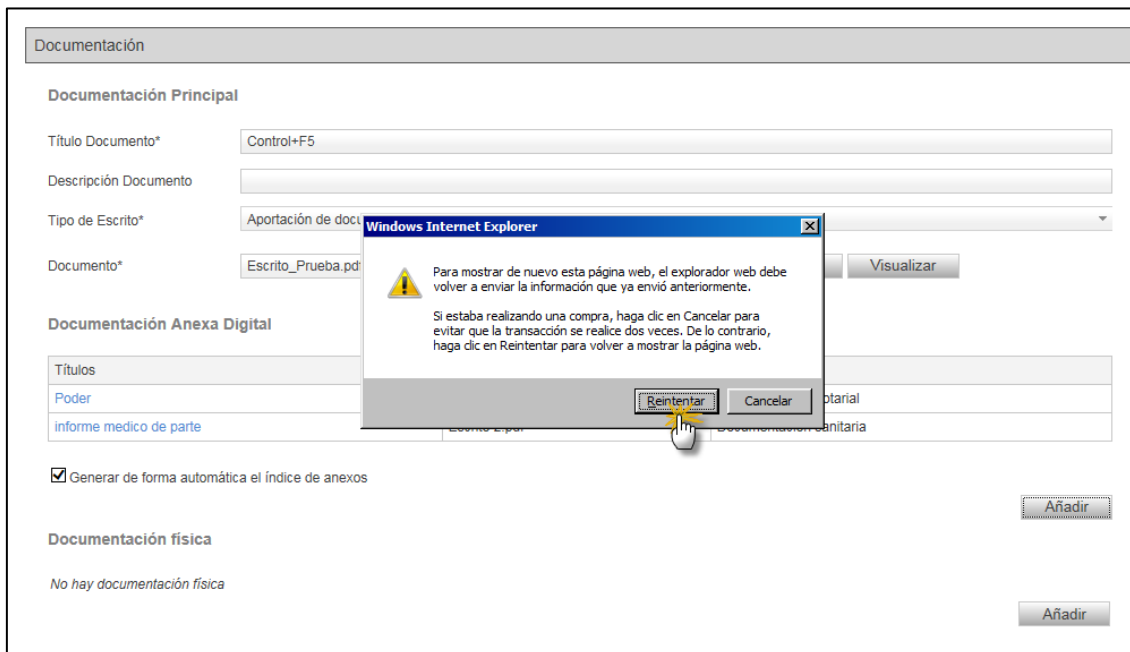 Documentación
Documentación Principal
Título Documento*
Control+F5
Descripción Documento
Tipo de Escrito*
Aportación de
Windows Internet Explorer
Para mostrar de nuevo esta página web, el explorador web debe
volver a enviar la información que ya envió anteriormente.
Si estaba realizando una compra, haga clic en Cancelar para
evitar que la transacción se realice dos veces. De lo contrario,
haga clic en Reintentar para volver a mostrar la página web.
Reintentar
Cancelar
Documento*
Escrito_Prueba.pdf
Visualizar
Documentación Anexa Digital
Títulos
Poder
informe medico de parte
Escrito 2.pdf
Documentación sanitaria
Generar de forma automática el índice de anexos
Añadir
Documentación física
No hay documentación física
Añadir